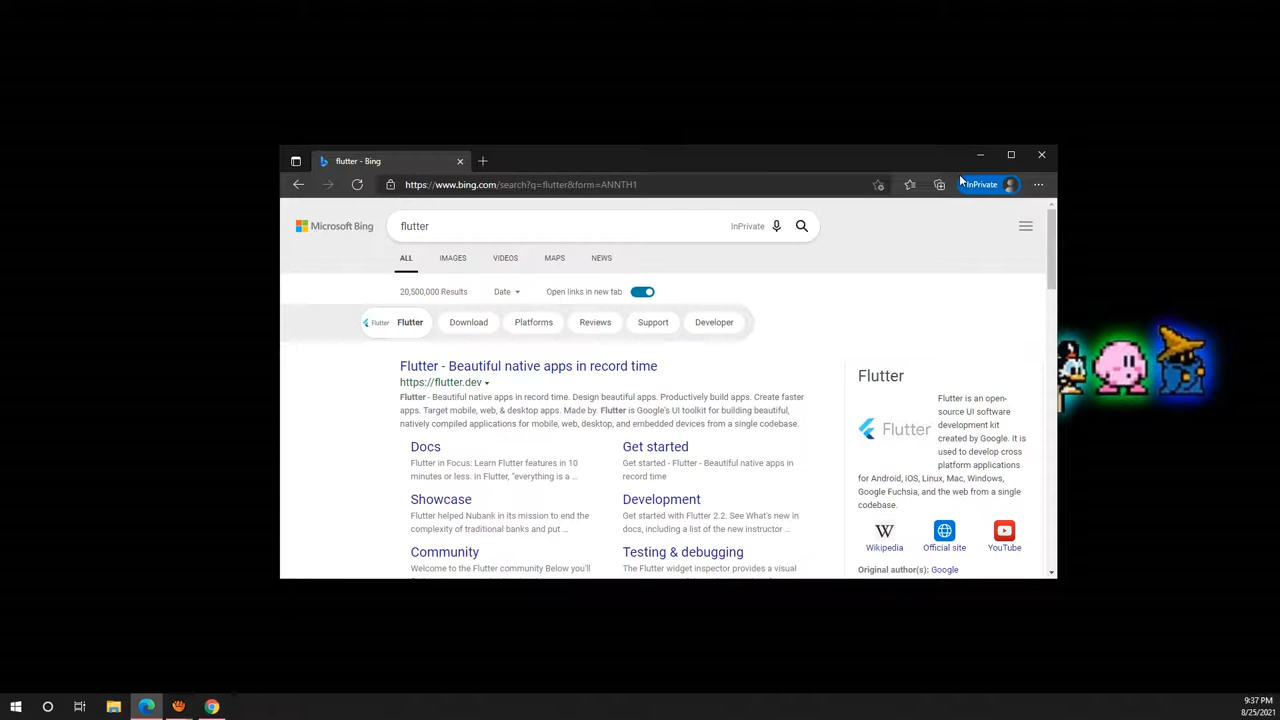 flutter - Bing
https://www.bing.com/search?q=flutter&form=ANNTH1
InPrivate
Microsoft Bing
flutter
InPrivate
ALL IMAGES VIDEOS MAPS NEWS
20,500,000 Results Date Open links in new tab
Flutter Flutter Download Platforms Reviews Support Developer
Flutter - Beautiful native apps in record time
https://flutter.dev
Flutter - Beautiful native apps in record time. Design beautiful apps. Productively build apps. Create faster
apps. Target mobile, web, & desktop apps. Made by. Flutter is Google's UI toolkit for building beautiful,
natively compiled applications for mobile, web, desktop, and embedded devices from a single codebase.
Docs
Flutter in Focus: Learn Flutter features in 10
minutes or less. in Flutter, "everything is a ...
Get started
Get started - Flutter - Beautiful native apps in
record time
Showcase
Flutter helped Nubank in its mission to end the
complexity of traditional banks and put ...
Development
Get started with Flutter 2.2. See What's new in
docs, including a list of the new instructor ...
Community
Welcome to the Flutter community Below you'll
Testing & debugging
The Flutter widget inspector provides a visual
Flutter
Flutter
Flutter is an open-
source UI software
development kit
created by Google. It is
used to develop cross
platform applications
for Android, iOS, Linux, Mac, Windows,
Google Fuchsia, and the web from a single
codebase.
W
Wikipedia Official site YouTube
Original author(s): Google
9:37 PM
8/25/2021